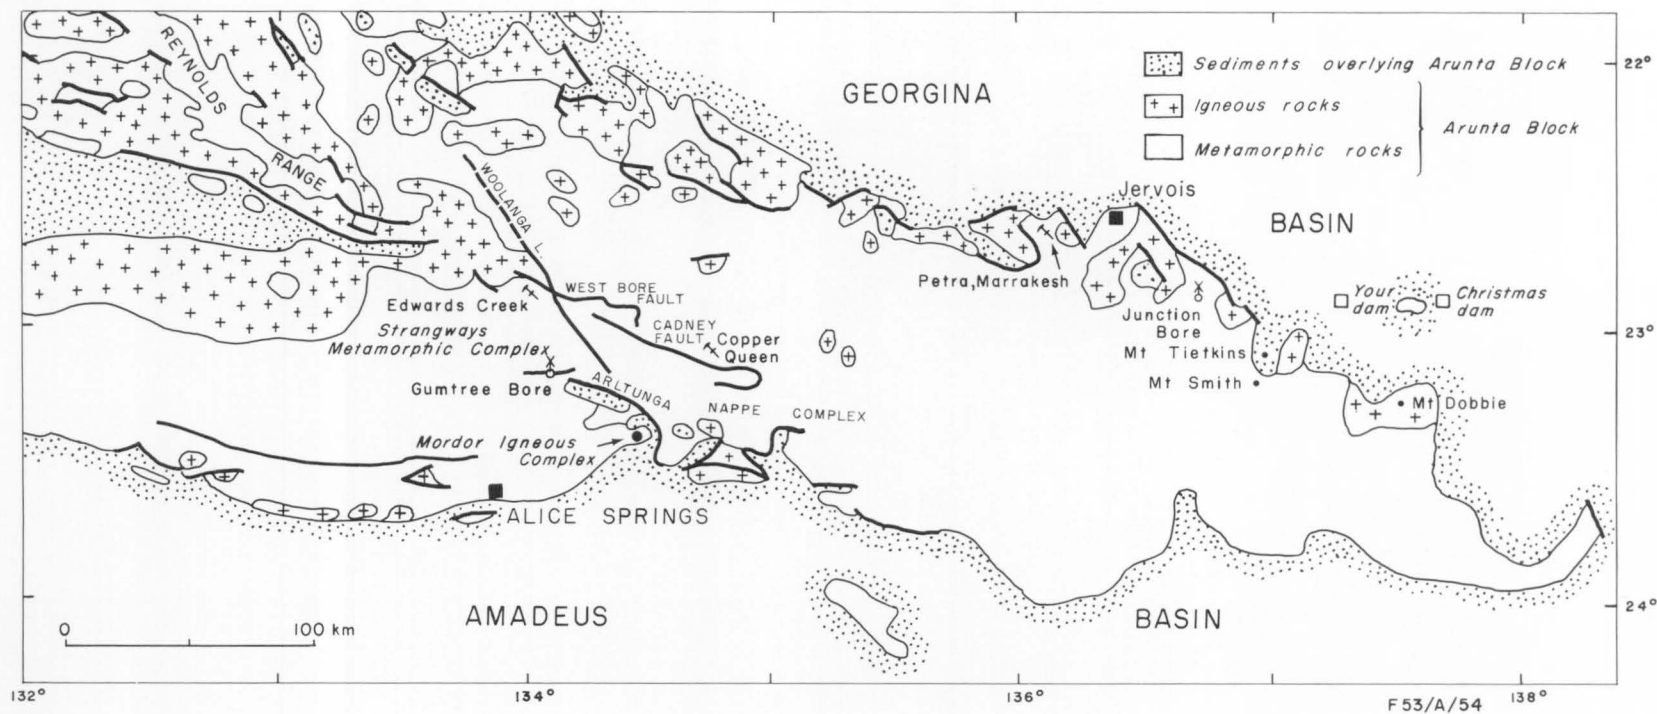 Sediments overlying Arunta Block
Igneous rocks
Metamorphic rocks
Arunta Block
REYNOLDS
RANGE
GEORGINA
BASIN
22°
WOOLANGA L
Jervois
Petra, Marrakesh
Junction
Bore
Your
dam
Christmas
dam
Edwards Creek
WEST BORE
FAULT
CADNEY
FAULT
Copper
Queen
Strangways
Metamorphic Complex
Gumtree Bore
23°
Mt Tietkins
Mt Smith
Mt Dobbie
ARLTUNGA
NAPPE
COMPLEX
Mordor Igneous
Complex
ALICE SPRINGS
AMADEUS
BASIN
24°
0
100 km
132°
134°
136°
138°
F53/A/54